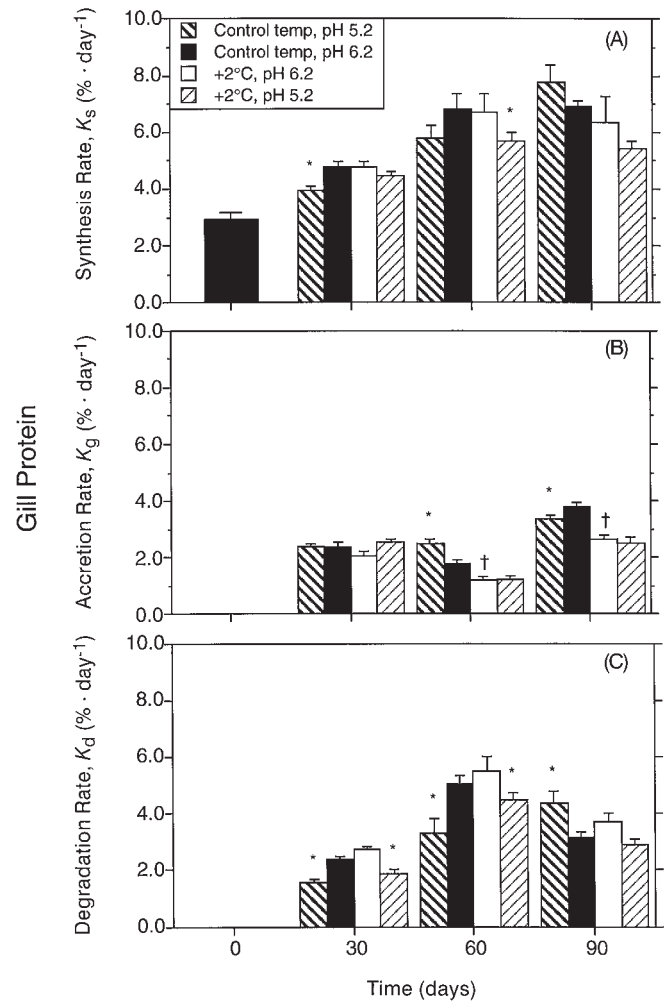 Gill Protein
Synthesis Rate, Ks (% · day-1)
10.0
8.0
6.0
4.0
2.0
0.0
Control temp, pH 5.2
Control temp, pH 6.2
+2°C, pH 6.2
+2°C, pH 5.2
(A)
*
*
Accretion Rate, Kg (% · day-1)
10.0
8.0
6.0
4.0
2.0
0.0
(B)
*
†
*
†
Degradation Rate, Kd (% · day-1)
10.0
8.0
6.0
4.0
2.0
0.0
(C)
*
*
*
*
*
0 30 60 90
Time (days)